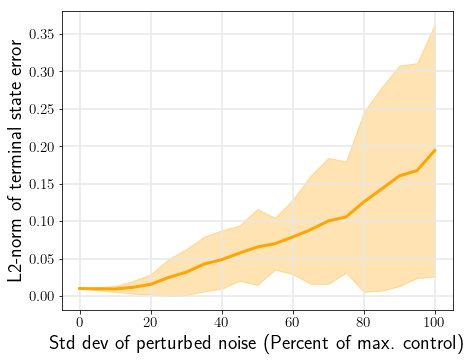 L2-norm of terminal state error
0.35
0.30
0.25
0.20
0.15
0.10
0.05
0.00
0 20 40 60 80 100
Std dev of perturbed noise (Percent of max. control)